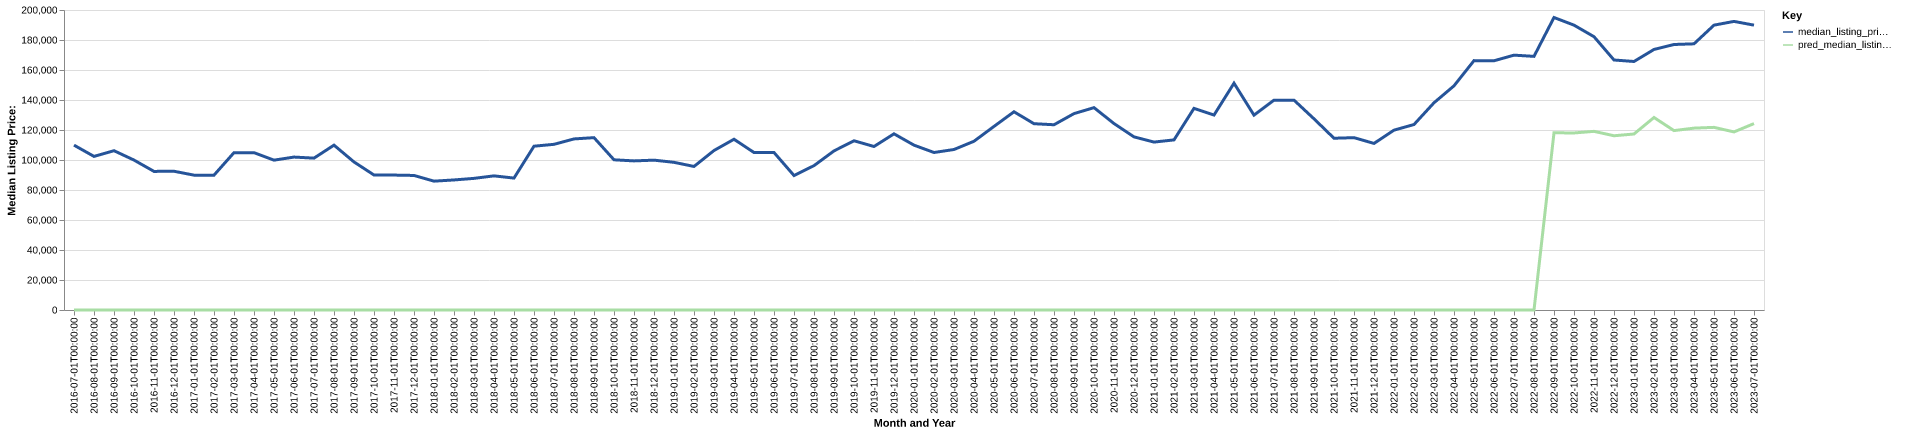 200,000
180,000
160,000
140,000
120,000
100,000
80,000
60,000
40,000
20,000
0
Median Listing Price:
2016-07-01T00:00:00
2016-08-01T00:00:00
2016-09-01T00:00:00
2016-10-01T00:00:00
2016-11-01T00:00:00
2016-12-01T00:00:00
2017-01-01T00:00:00
2017-02-01T00:00:00
2017-03-01T00:00:00
2017-04-01T00:00:00
2017-05-01T00:00:00
2017-06-01T00:00:00
2017-07-01T00:00:00
2017-08-01T00:00:00
2017-09-01T00:00:00
2017-10-01T00:00:00
2017-11-01T00:00:00
2017-12-01T00:00:00
2018-01-01T00:00:00
2018-02-01T00:00:00
2018-03-01T00:00:00
2018-04-01T00:00:00
2018-05-01T00:00:00
2018-06-01T00:00:00
2018-07-01T00:00:00
2018-08-01T00:00:00
2018-09-01T00:00:00
2018-10-01T00:00:00
2018-11-01T00:00:00
2018-12-01T00:00:00
2019-01-01T00:00:00
2019-02-01T00:00:00
2019-03-01T00:00:00
2019-04-01T00:00:00
2019-05-01T00:00:00
2019-06-01T00:00:00
2019-07-01T00:00:00
2019-08-01T00:00:00
2019-09-01T00:00:00
2019-10-01T00:00:00
2019-11-01T00:00:00
2019-12-01T00:00:00
2020-01-01T00:00:00
2020-02-01T00:00:00
2020-03-01T00:00:00
2020-04-01T00:00:00
2020-05-01T00:00:00
2020-06-01T00:00:00
2020-07-01T00:00:00
2020-08-01T00:00:00
2020-09-01T00:00:00
2020-10-01T00:00:00
2020-11-01T00:00:00
2020-12-01T00:00:00
2021-01-01T00:00:00
2021-02-01T00:00:00
2021-03-01T00:00:00
2021-04-01T00:00:00
2021-05-01T00:00:00
2021-06-01T00:00:00
2021-07-01T00:00:00
2021-08-01T00:00:00
2021-09-01T00:00:00
2021-10-01T00:00:00
2021-11-01T00:00:00
2021-12-01T00:00:00
2022-01-01T00:00:00
2022-02-01T00:00:00
2022-03-01T00:00:00
2022-04-01T00:00:00
2022-05-01T00:00:00
2022-06-01T00:00:00
2022-07-01T00:00:00
2022-08-01T00:00:00
2022-09-01T00:00:00
2022-10-01T00:00:00
2022-11-01T00:00:00
2022-12-01T00:00:00
2023-01-01T00:00:00
2023-02-01T00:00:00
2023-03-01T00:00:00
2023-04-01T00:00:00
2023-05-01T00:00:00
2023-06-01T00:00:00
2023-07-01T00:00:00
Month and Year
Key
median_listing_pri…
pred_median_listin…